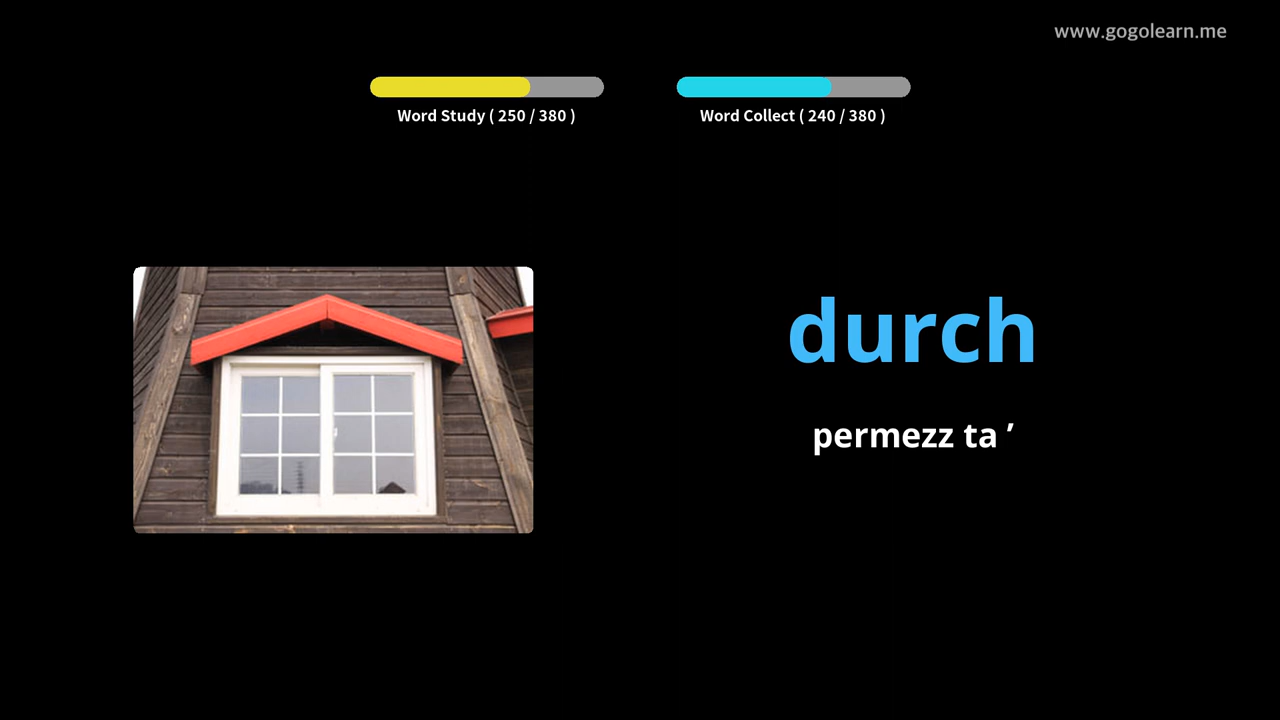 www.gogolearn.me
Word Study ( 250 / 380 )
Word Collect ( 240 / 380 )
durch
permezz ta ’